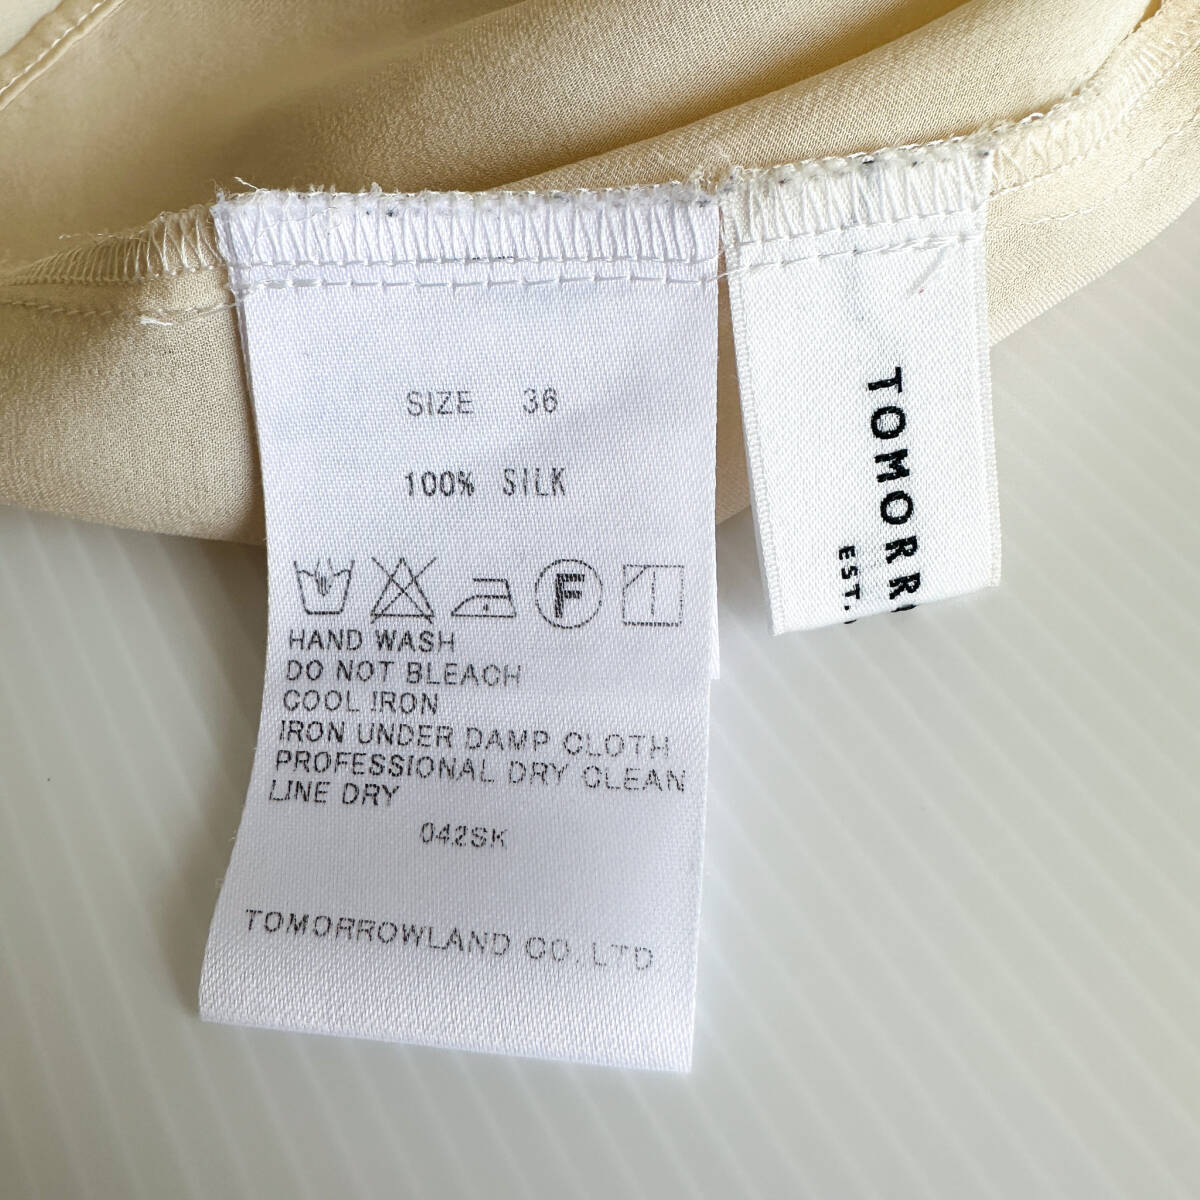 SIZE 36
100% SILK
F
HAND WASH
DO NOT BLEACH
COOL IRON
IRON UNDER DAMP CLOTH
PROFESSIONAL DRY CLEAN
LINE DRY
042SK
TOMORROWLAND CO., LTD
TOMORR
EST.